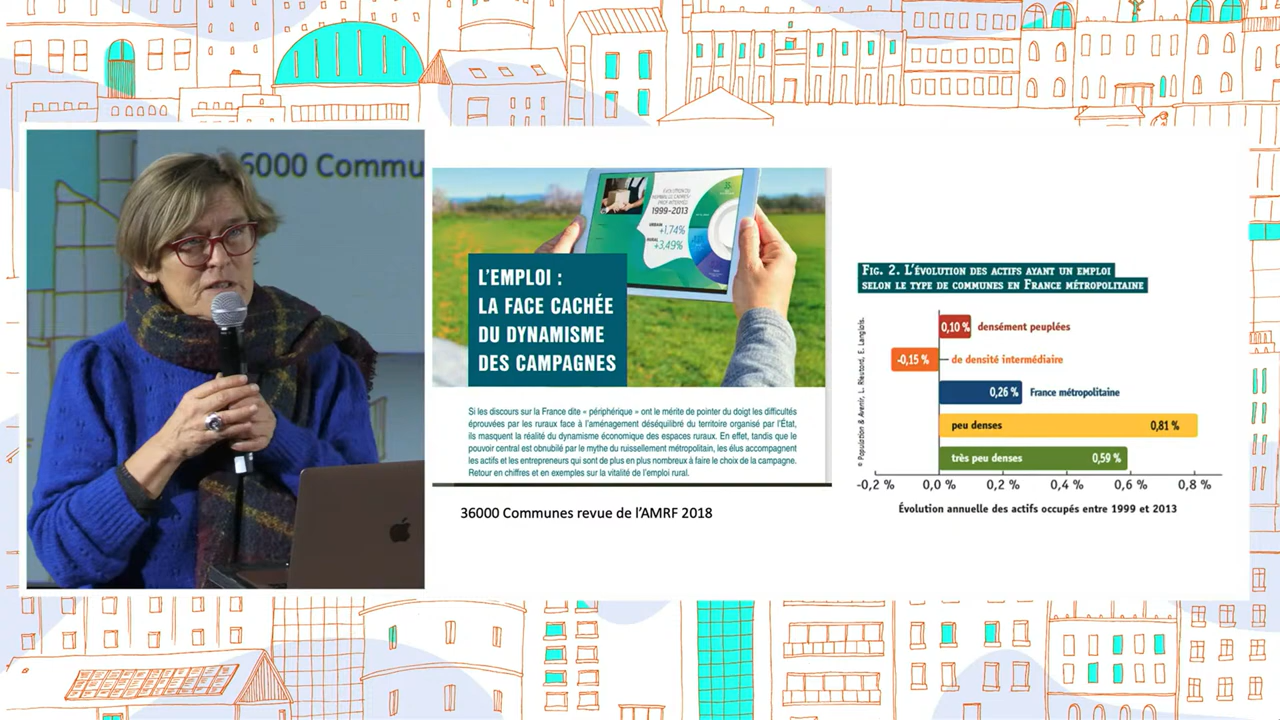 36000 Commu
ÉVOLUTION DU
1999-2013
+1,74%
+3,49%
L'EMPLOI :
LA FACE CACHÉE
DU DYNAMISME
DES CAMPAGNES
Si les discours sur la France dite « périphérique » ont le mérite de pointer du doigt les difficultés
éprouvées par les ruraux face à l'aménagement déséquilibré du territoire organisé par l'État,
ils masquent la réalité du dynamisme économique des espaces ruraux. En effet, tandis que le
pouvoir central est obnubilé par le mythe du ruissellement métropolitain, les élus accompagnent
les actifs et les entrepreneurs qui sont de plus en plus nombreux à faire le choix de la campagne.
Retour en chiffres et en exemples sur la vitalité de l'emploi rural.
36000 Communes revue de l'AMRF 2018
FIG. 2. L'ÉVOLUTION DES ACTIFS AYANT UN EMPLOI
SELON LE TYPE DE COMMUNES EN FRANCE MÉTROPOLITAINE
© Population & Avenir, L. Rieutord, E. Langlois.
0,10 % densément peuplées
-0,15 % de densité intermédiaire
0,26 % France métropolitaine
peu denses 0,81 %
très peu denses 0,59 %
-0,2 % 0,0 % 0,2 % 0,4 % 0,6 % 0,8 %
Évolution annuelle des actifs occupés entre 1999 et 2013